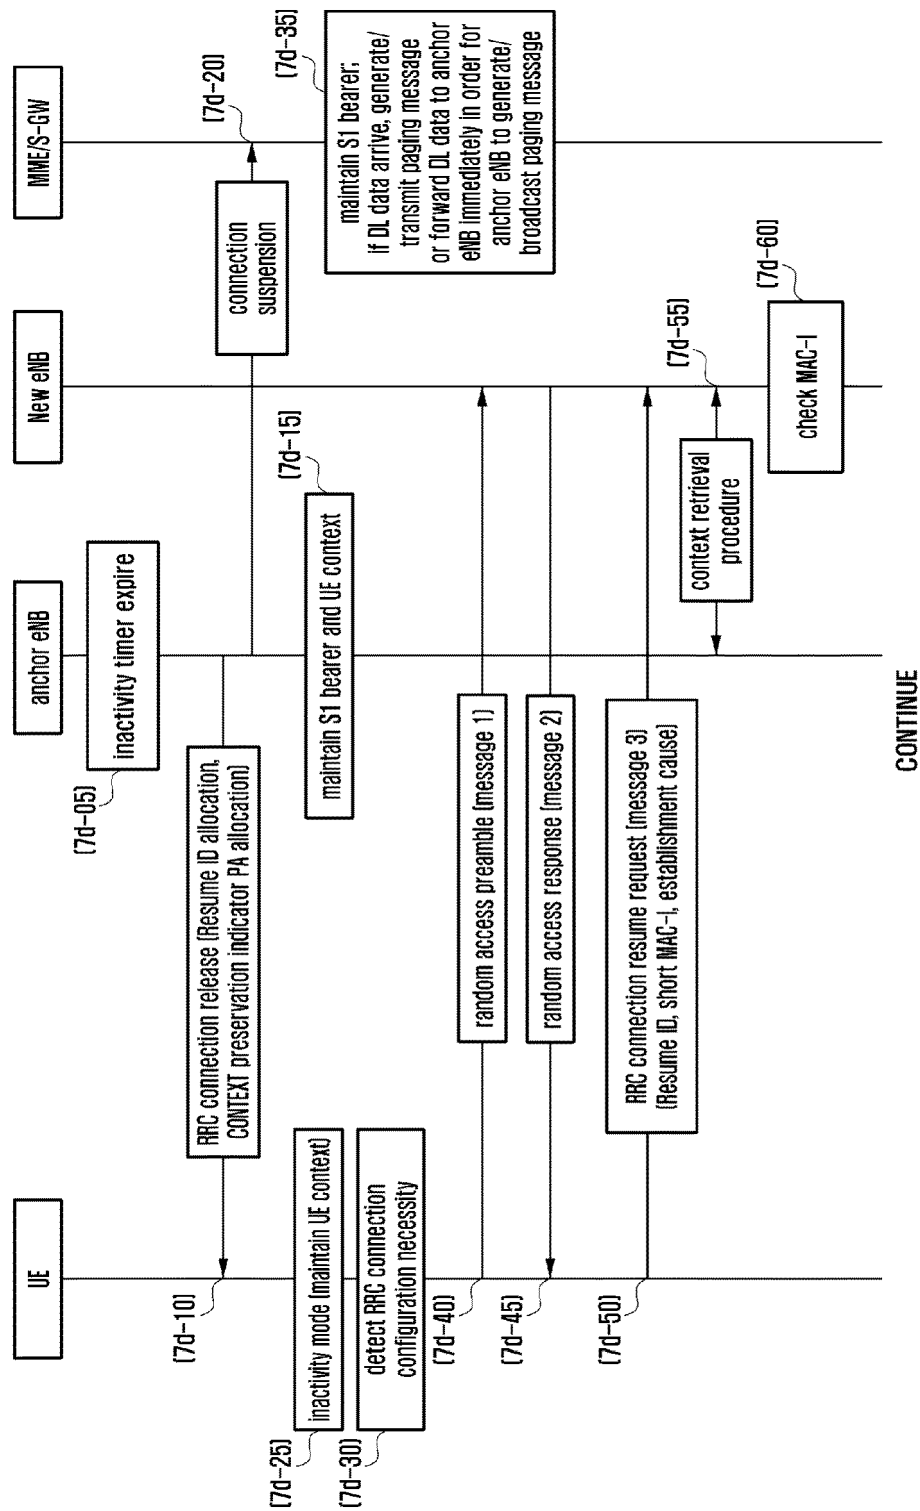 UE
anchor eNB
New eNB
MME/S-GW
inactivity timer expire
(7d-05)
RRC connection release (Resume ID allocation,
CONTEXT preservation indicator PA allocation)
(7d-10)
connection
suspension
(7d-20)
maintain S1 bearer and UE context
(7d-15)
inactivity mode (maintain UE context)
(7d-25)
detect RRC connection
configuration necessity
(7d-30)
maintain S1 bearer;
if DL data arrive, generate/
transmit paging message
or forward DL data to anchor
eNB immediately in order for
anchor eNB to generate/
broadcast paging message
(7d-35)
random access preamble (message 1)
(7d-40)
random access response (message 2)
(7d-45)
RRC connection resume request (message 3)
(Resume ID, short MAC-I, establishment cause)
(7d-50)
context retrieval
procedure
(7d-55)
check MAC-I
(7d-60)
CONTINUE